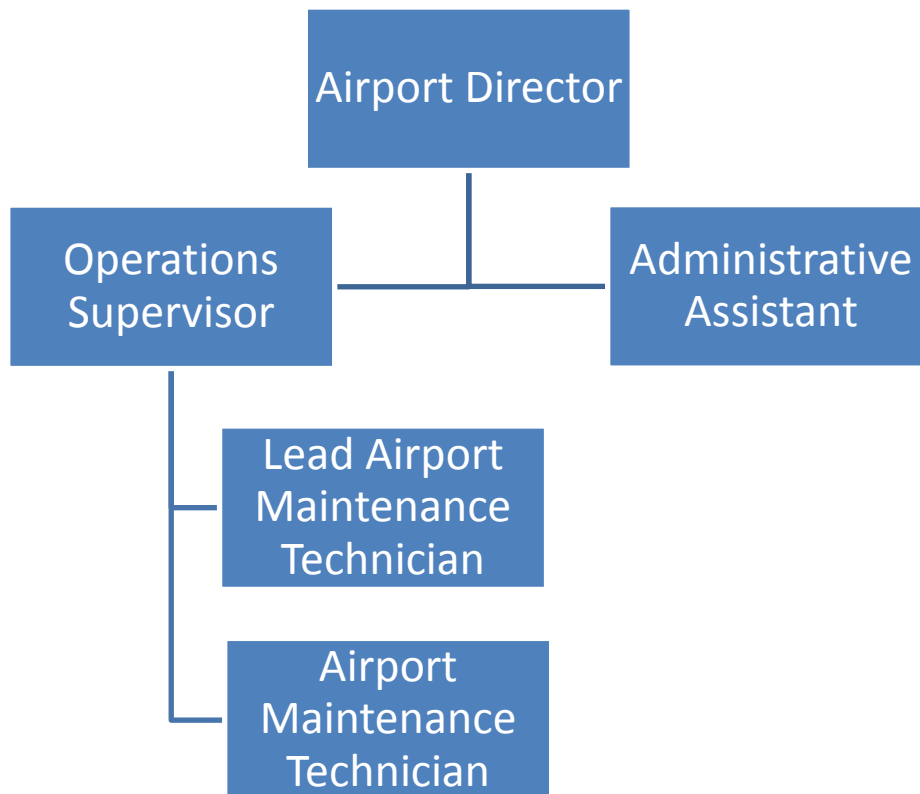 Airport Director
Operations
Supervisor
Administrative
Assistant
Lead Airport
Maintenance
Technician
Airport
Maintenance
Technician